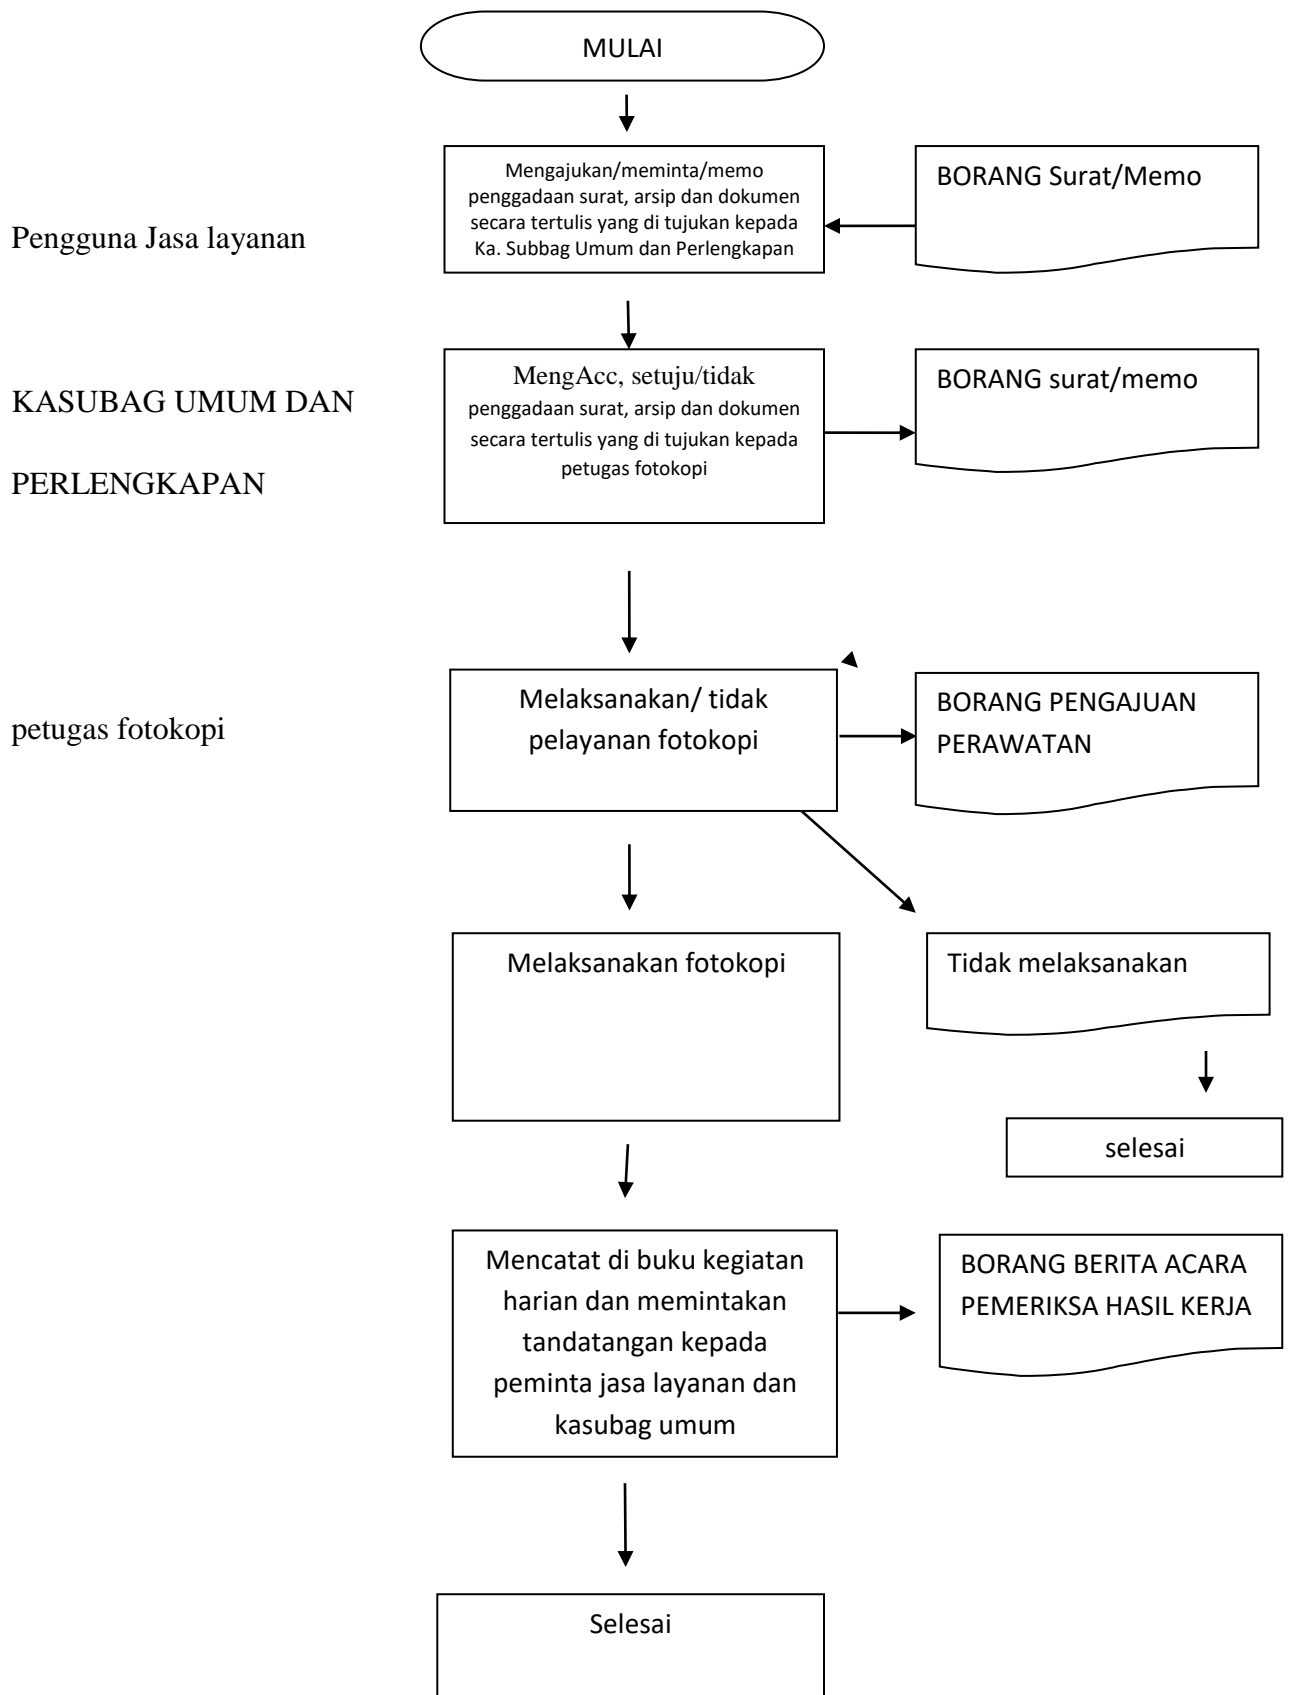 MULAI
Pengguna Jasa layanan
Mengajukan/meminta/memo
penggadaan surat, arsip dan dokumen
secara tertulis yang di tujukan kepada
Ka. Subbag Umum dan Perlengkapan
BORANG Surat/Memo
KASUBAG UMUM DAN
PERLENGKAPAN
MengAcc, setuju/tidak
penggadaan surat, arsip dan dokumen
secara tertulis yang di tujukan kepada
petugas fotokopi
BORANG surat/memo
petugas fotokopi
Melaksanakan/ tidak
pelayanan fotokopi
BORANG PENGAJUAN
PERAWATAN
Melaksanakan fotokopi
Tidak melaksanakan
selesai
Mencatat di buku kegiatan
harian dan memintakan
tandatangan kepada
peminta jasa layanan dan
kasubag umum
BORANG BERITA ACARA
PEMERIKSA HASIL KERJA
Selesai